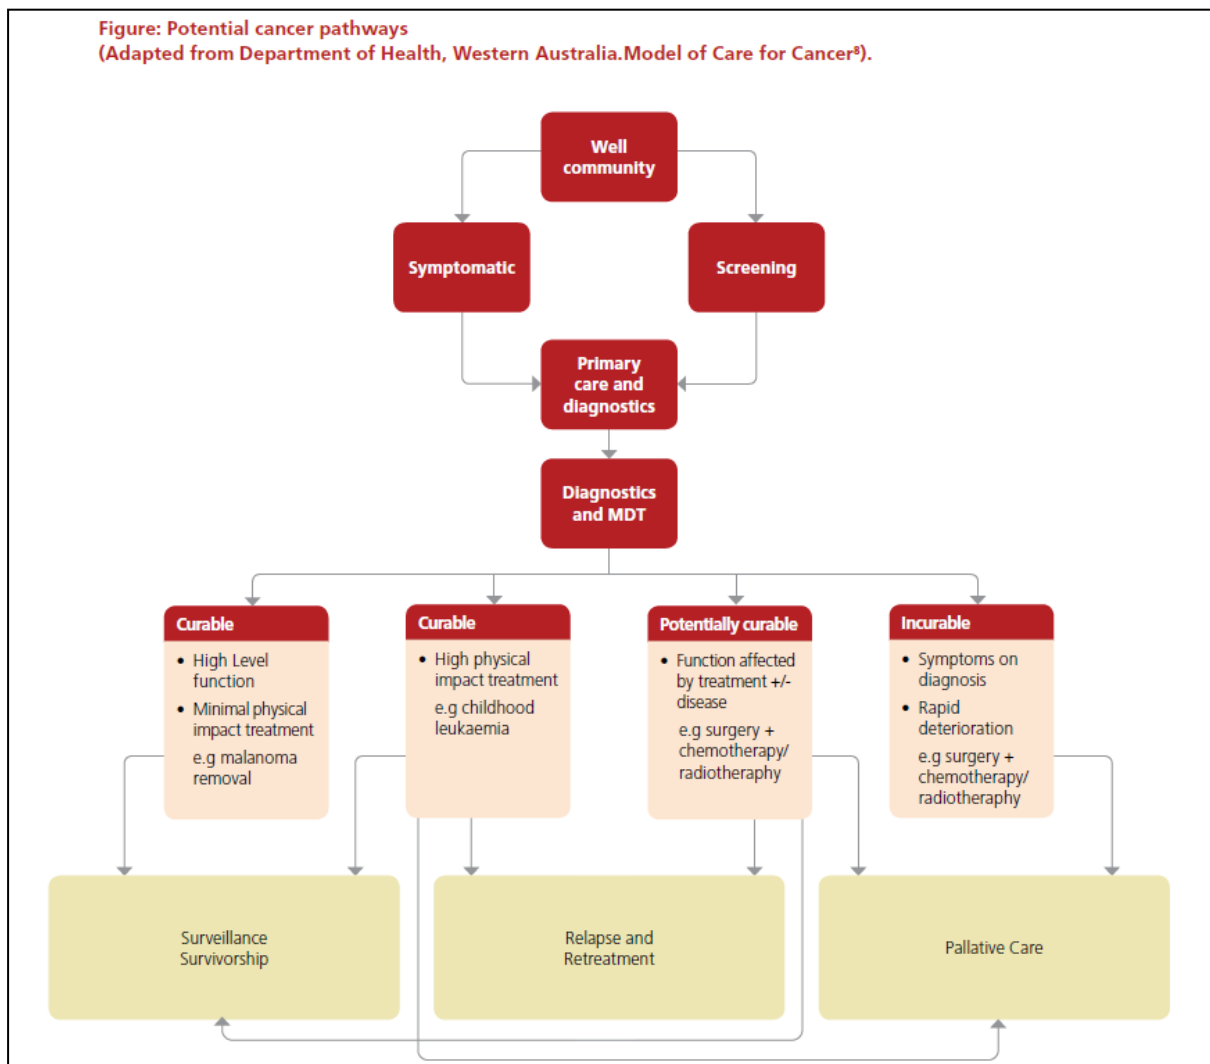 Figure: Potential cancer pathways
(Adapted from Department of Health, Western Australia.Model of Care for Cancer⁸).
Well
community
Symptomatic
Screening
Primary
care and
diagnostics
Diagnostics
and MDT
Curable
• High Level
function
• Minimal physical
impact treatment
e.g malanoma
removal
Curable
• High physical
impact treatment
e.g childhood
leukaemia
Potentially curable
• Function affected
by treatment +/-
disease
e.g surgery +
chemotherapy/
radiotheraphy
Incurable
• Symptoms on
diagnosis
• Rapid
deterioration
e.g surgery +
chemotherapy/
radiotheraphy
Surveillance
Survivorship
Relapse and
Retreatment
Pallative Care